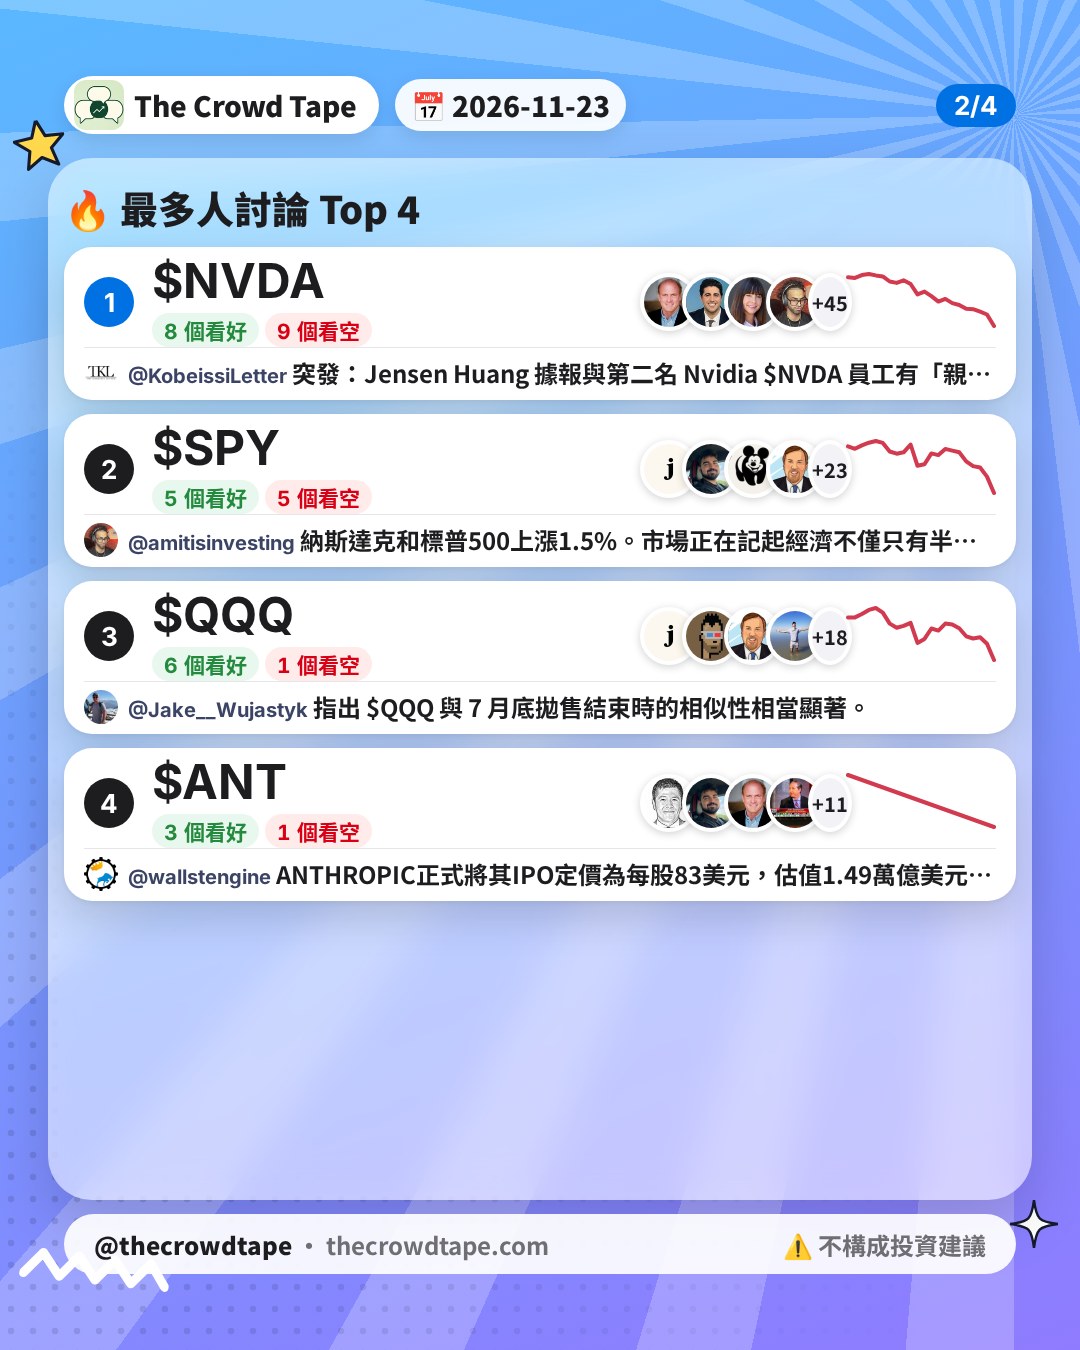 The Crowd Tape
July 17 2026-11-23
2/4
🔥 最多人討論 Top 4
1 $NVDA +45
8 個看好 9 個看空
TKL @KobeissiLetter 突發：Jensen Huang 據報與第二名 Nvidia $NVDA 員工有「親…
2 $SPY j +23
5 個看好 5 個看空
@amitisinvesting 納斯達克和標普500上漲1.5%。市場正在記起經濟不僅只有半…
3 $QQQ j +18
6 個看好 1 個看空
@Jake__Wujastyk 指出 $QQQ 與 7 月底拋售結束時的相似性相當顯著。
4 $ANT +11
3 個看好 1 個看空
@wallstengine ANTHROPIC正式將其IPO定價為每股83美元，估值1.49萬億美元…
@thecrowdtape • thecrowdtape.com
⚠️ 不構成投資建議